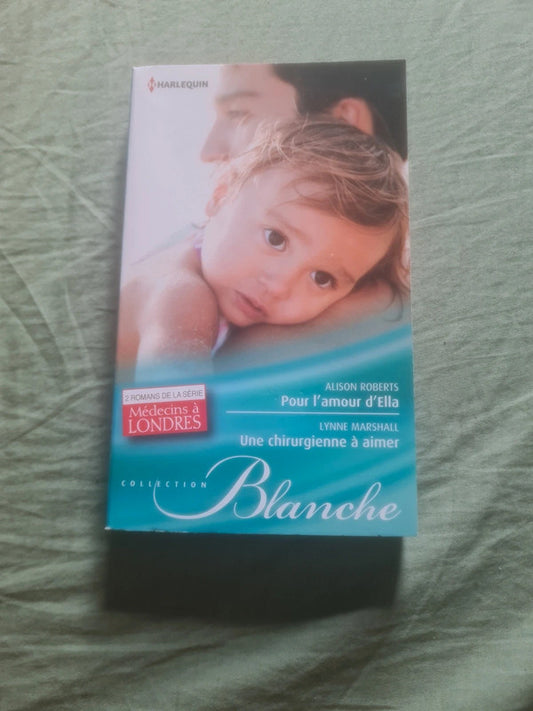 HARLEQUIN
2 ROMANS DE LA SÉRIE
Médecins à
LONDRES
ALISON ROBERTS
Pour l'amour d'Ella
LYNNE MARSHALL
Une chirurgienne à aimer
COLLECTION
Blanche